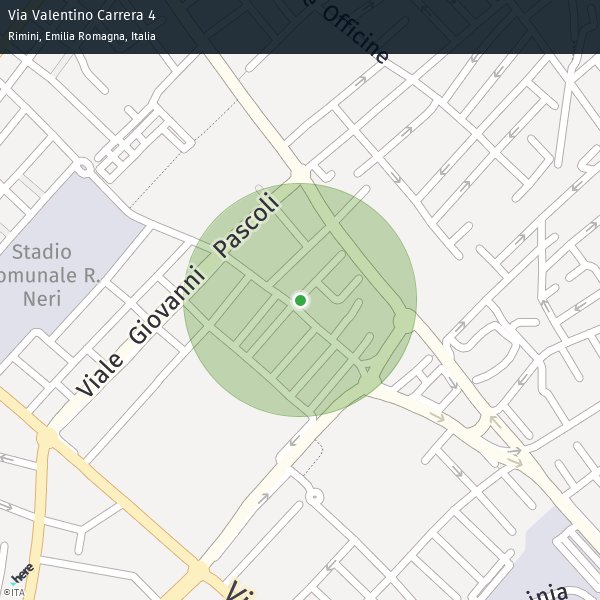 Via Valentino Carrera 4
Rimini, Emilia Romagna, Italia
e Officine
Viale Giovanni Pascoli
Stadio
omunale R.
Neri
here
©ITA
Vi
inia